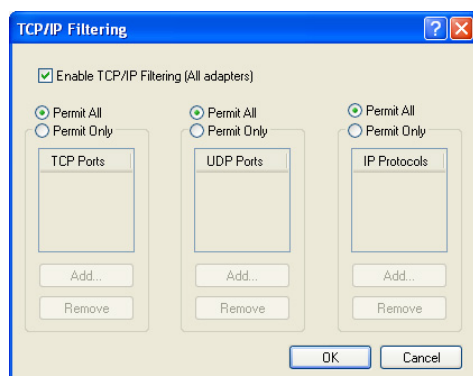 TCP/IP Filtering
Enable TCP/IP Filtering (All adapters)
Permit All
Permit Only
TCP Ports
Add...
Remove
Permit All
Permit Only
UDP Ports
Add...
Remove
Permit All
Permit Only
IP Protocols
Add...
Remove
OK
Cancel